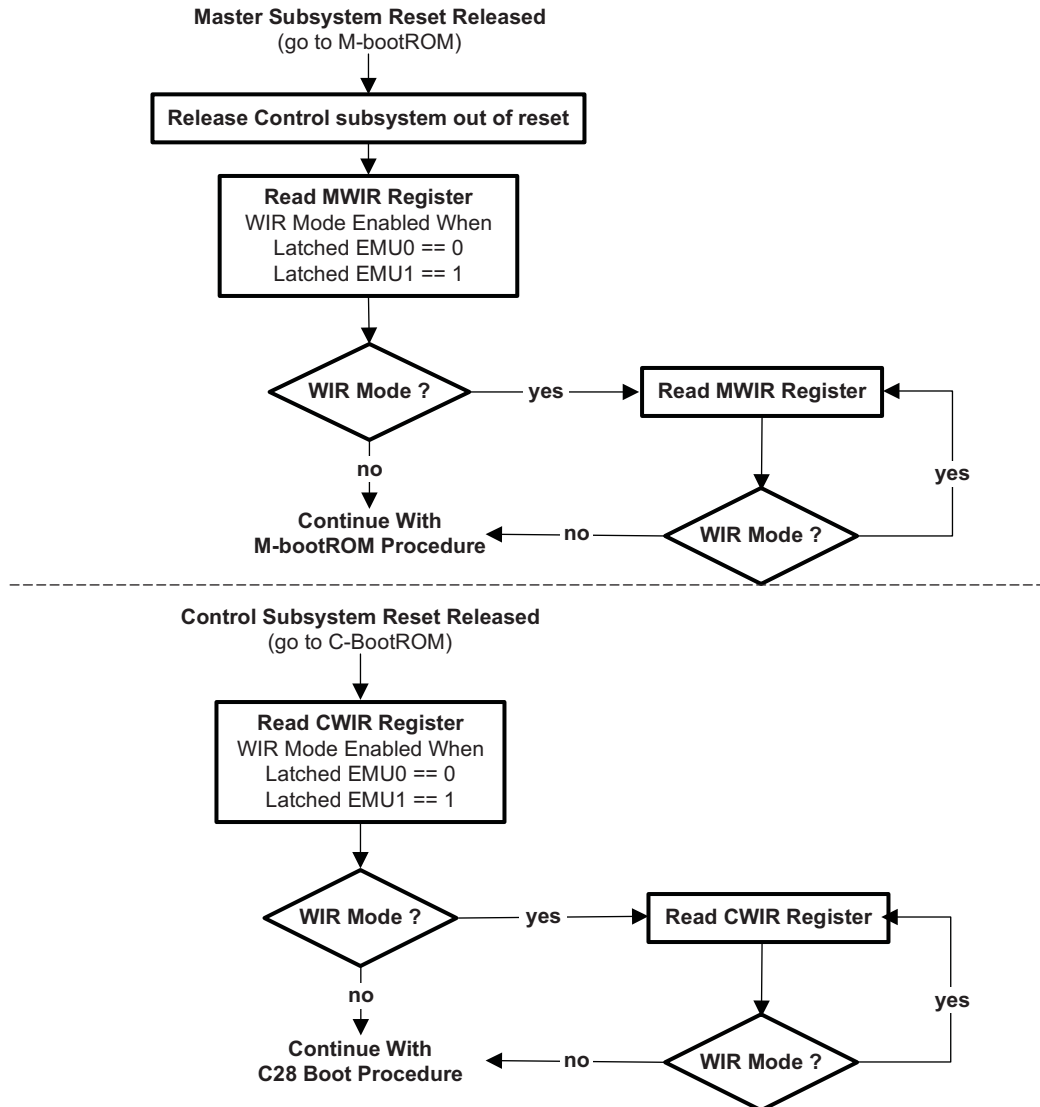 Master Subsystem Reset Released
(go to M-bootROM)
Release Control subsystem out of reset
Read MWIR Register
WIR Mode Enabled When
Latched EMU0 == 0
Latched EMU1 == 1
WIR Mode ?
yes
Read MWIR Register
no
yes
Continue With
M-bootROM Procedure
no
WIR Mode ?
Control Subsystem Reset Released
(go to C-BootROM)
Read CWIR Register
WIR Mode Enabled When
Latched EMU0 == 0
Latched EMU1 == 1
WIR Mode ?
yes
Read CWIR Register
no
yes
Continue With
C28 Boot Procedure
no
WIR Mode ?